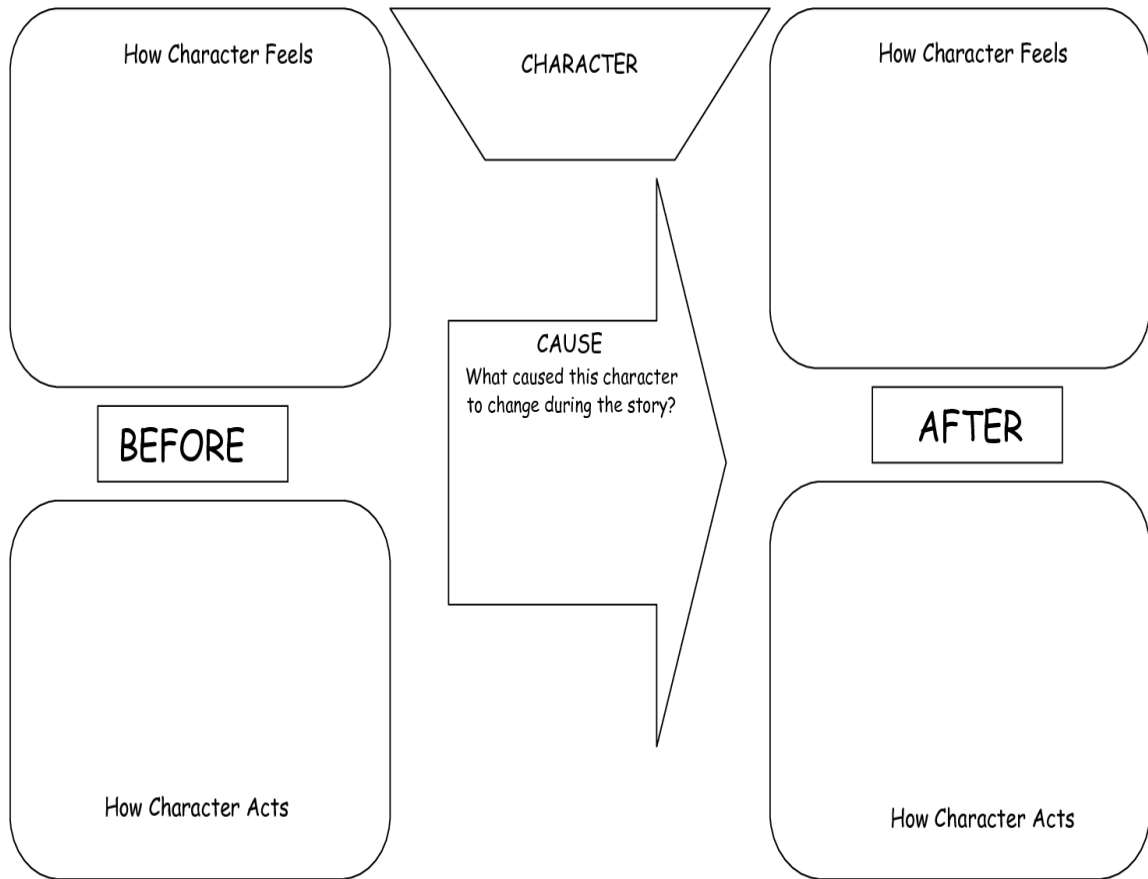 How Character Feels
CHARACTER
How Character Feels
CAUSE
What caused this character
to change during the story?
BEFORE
AFTER
How Character Acts
How Character Acts